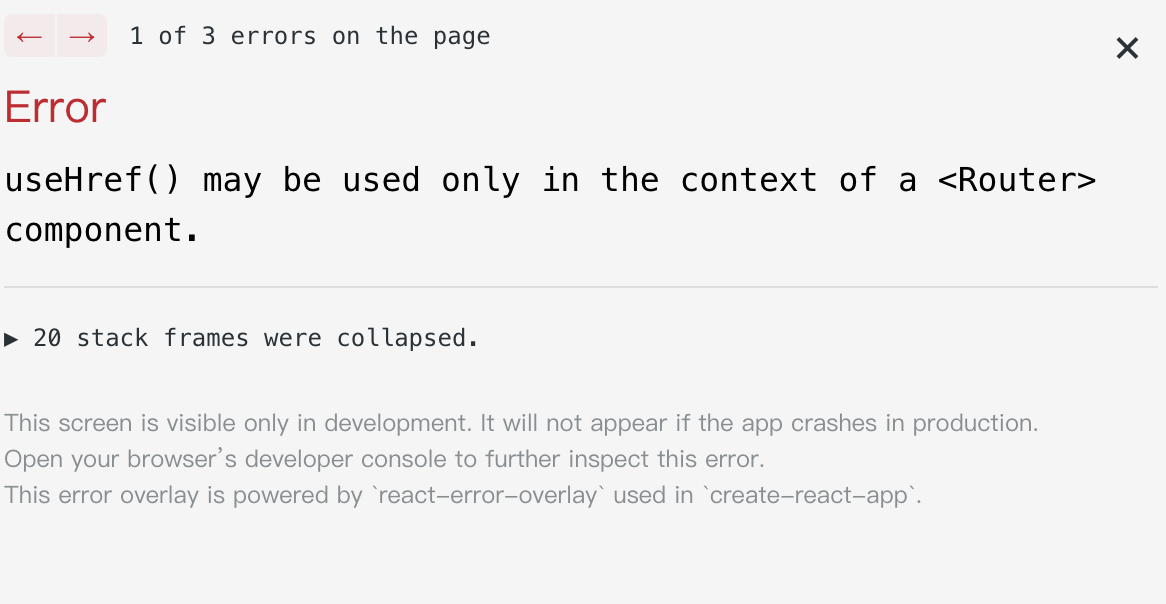 ← → 1 of 3 errors on the page
Error
useHref() may be used only in the context of a <Router>
component.
▶ 20 stack frames were collapsed.
This screen is visible only in development. It will not appear if the app crashes in production.
Open your browser’s developer console to further inspect this error.
This error overlay is powered by `react-error-overlay` used in `create-react-app`.